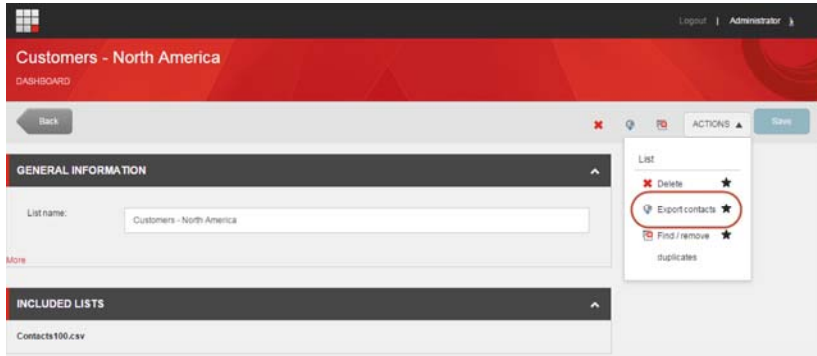 Logout | Administrator
Customers - North America
DASHBOARD
Back
ACTIONS ▲
Save
GENERAL INFORMATION
List name:
Customers - North America
More
INCLUDED LISTS
Contacts100.csv
List
Delete
Export contacts
Find / remove
duplicates